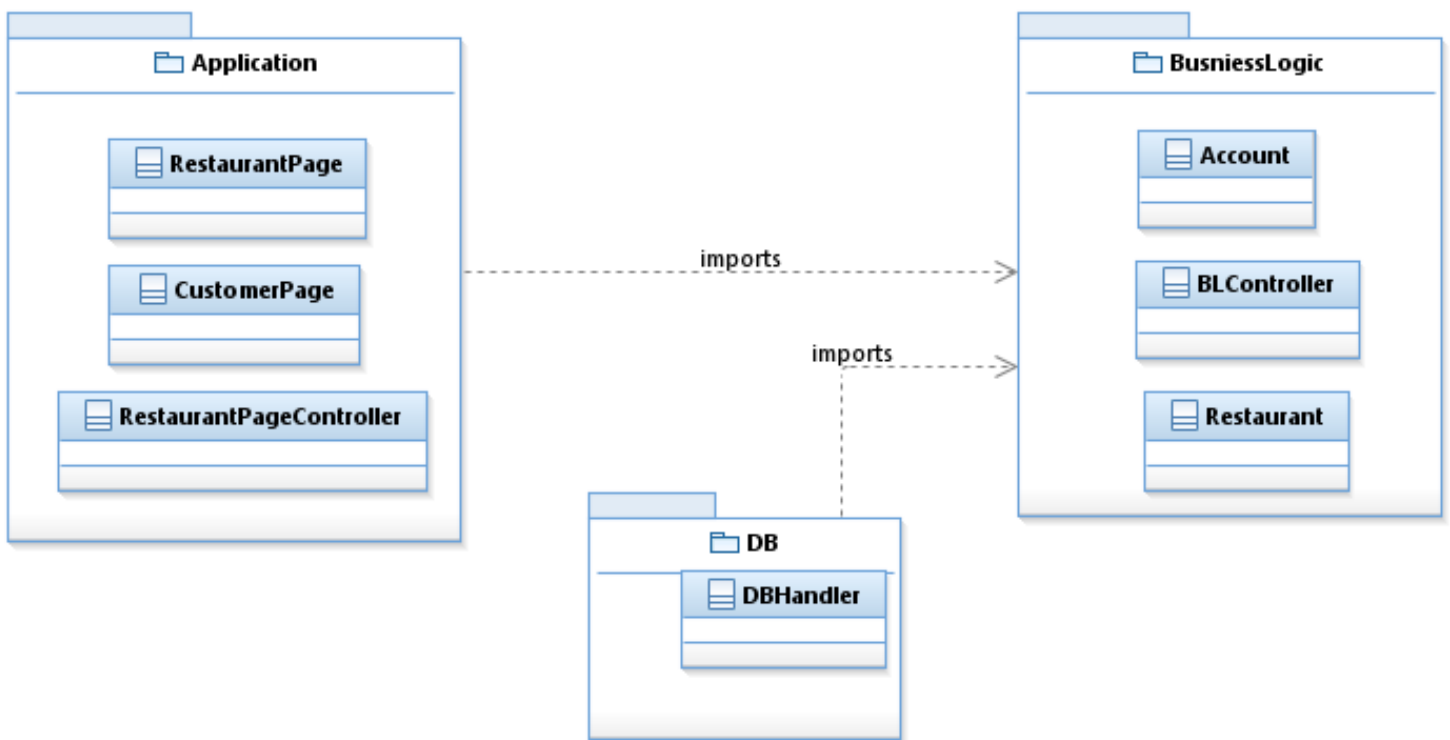 Application
RestaurantPage
CustomerPage
RestaurantPageController
imports
imports
BusniessLogic
Account
BLController
Restaurant
DB
DBHandler